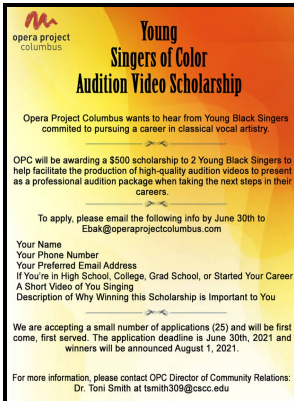 opera project
columbus
Young
Singers of Color
Audition Video Scholarship
Opera Project Columbus wants to hear from Young Black Singers
commited to pursuing a career in classical vocal artistry.
OPC will be awarding a $500 scholarship to 2 Young Black Singers to
help facilitate the production of high-quality audition videos to present
as a professional audition package when taking the next steps in their
careers.
To apply, please email the following info by June 30th to
Ebak@operaprojectcolumbus.com
Your Name
Your Phone Number
Your Preferred Email Address
If You're in High School, College, Grad School, or Started Your Career
A Short Video of You Singing
Description of Why Winning this Scholarship is Important to You
We are accepting a small number of applications (25) and will be first
come, first served. The application deadline is June 30th, 2021 and
winners will be announced August 1, 2021.
For more information, please contact OPC Director of Community Relations:
Dr. Toni Smith at tsmith309@cscc.edu